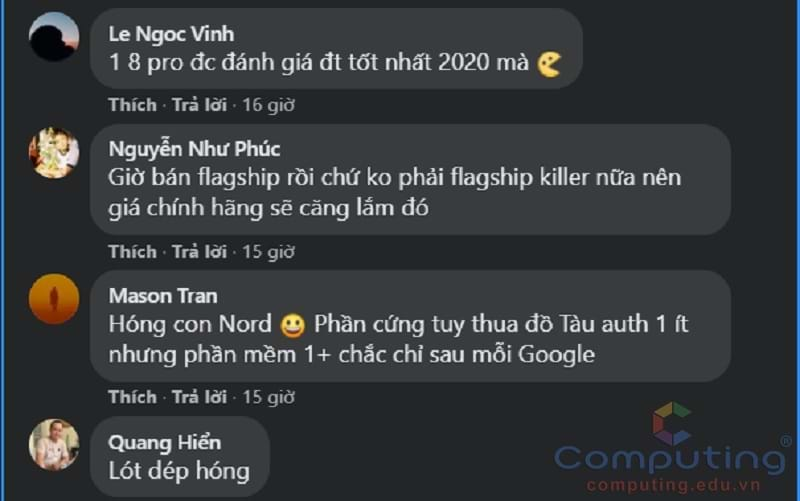 Le Ngoc Vinh
1 8 pro đc đánh giá đt tốt nhất 2020 mà
Thích · Trả lời · 16 giờ
Nguyễn Như Phúc
Giờ bán flagship rồi chứ ko phải flagship killer nữa nên
giá chính hãng sẽ căng lắm đó
Thích · Trả lời · 15 giờ
Mason Tran
Hóng con Nord 😀 Phần cứng tuy thua đồ Tàu auth 1 ít
nhưng phần mềm 1+ chắc chỉ sau mỗi Google
Thích · Trả lời · 15 giờ
Quang Hiển
Lót dép hóng
Computing®
computing.edu.vn